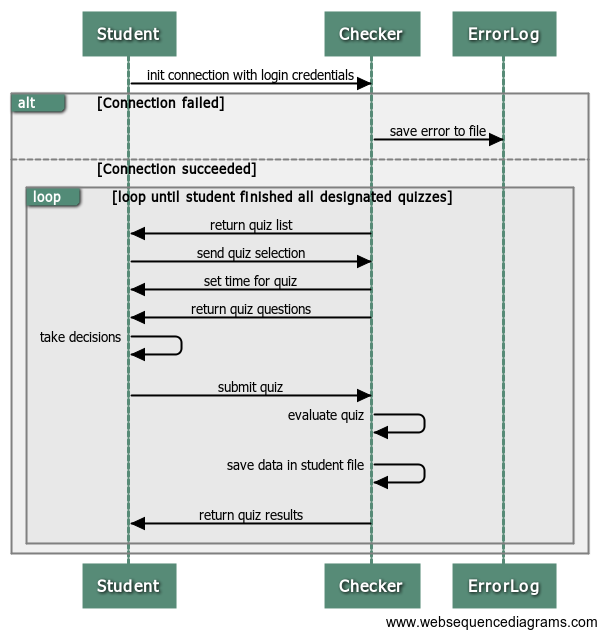 Student Checker ErrorLog
init connection with login credentials
alt [Connection failed]
save error to file
[Connection succeeded]
loop [loop until student finished all designated quizzes]
return quiz list
send quiz selection
set time for quiz
return quiz questions
take decisions
submit quiz
evaluate quiz
save data in student file
return quiz results
Student Checker ErrorLog
www.websequencediagrams.com